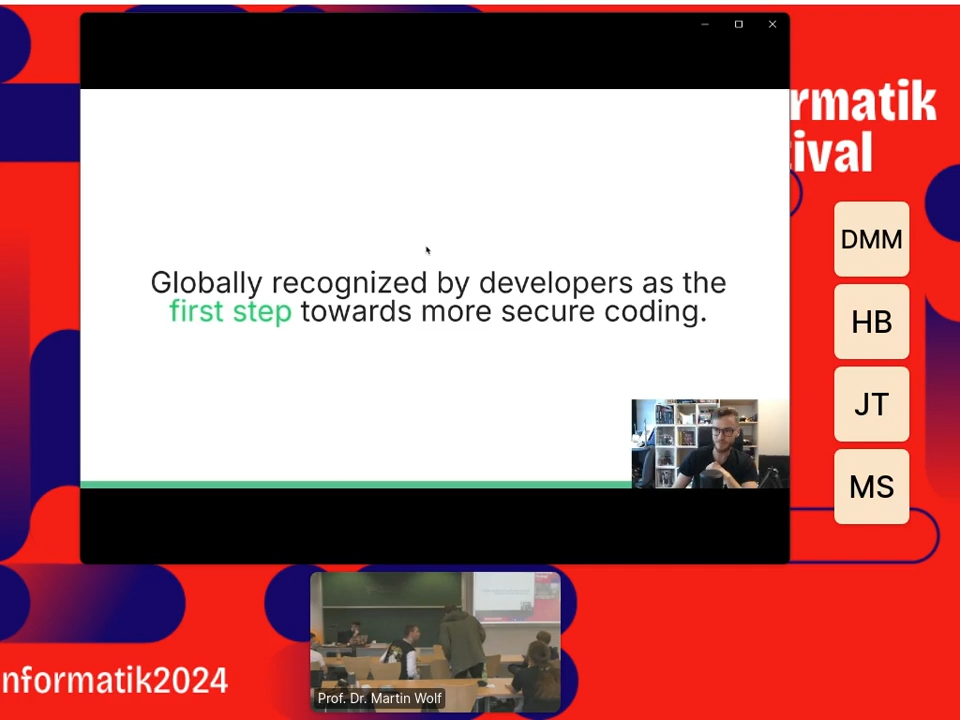 rmatik
ival
Globally recognized by developers as the
first step towards more secure coding.
DMM
HB
JT
MS
nformatik2024
Prof. Dr. Martin Wolf